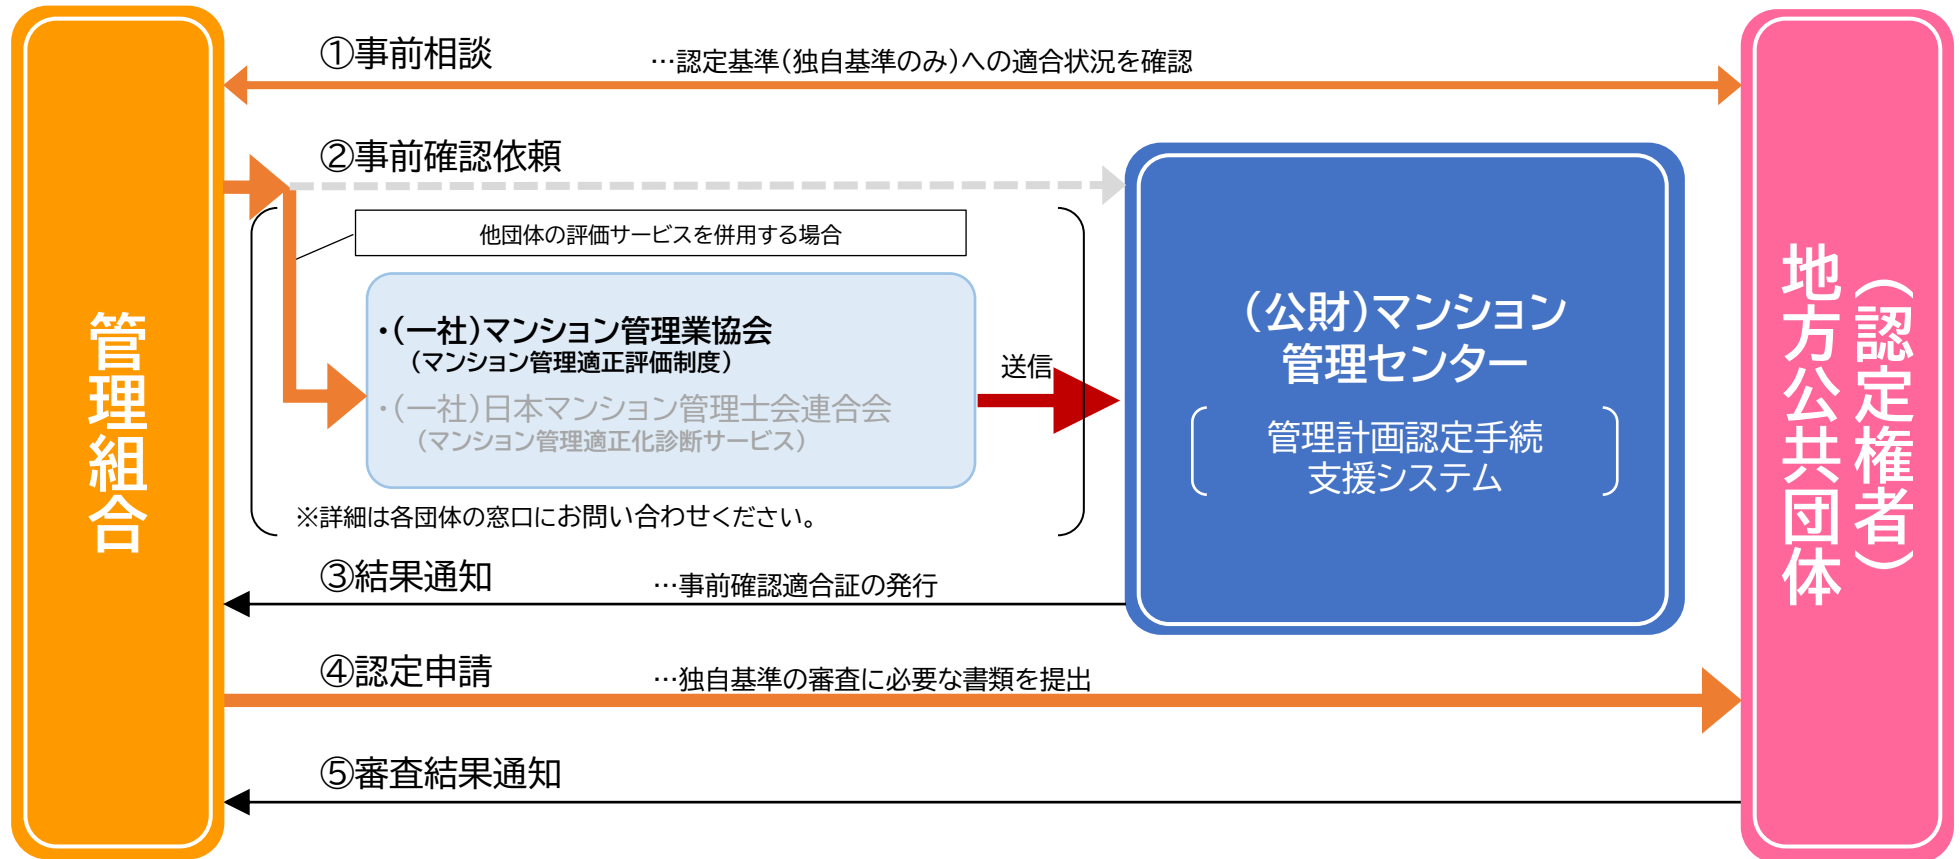 管理組合
①事前相談
…認定基準（独自基準のみ）への適合状況を確認
②事前確認依頼
他団体の評価サービスを併用する場合
・（一社）マンション管理業協会
（マンション管理適正評価制度）
・（一社）日本マンション管理士会連合会
（マンション管理適正化診断サービス）
※詳細は各団体の窓口にお問い合わせください。
送信
（公財）マンション
管理センター
管理計画認定手続
支援システム
③結果通知
…事前確認適合証の発行
④認定申請
…独自基準の審査に必要な書類を提出
⑤審査結果通知
（認定権者）
地方公共団体